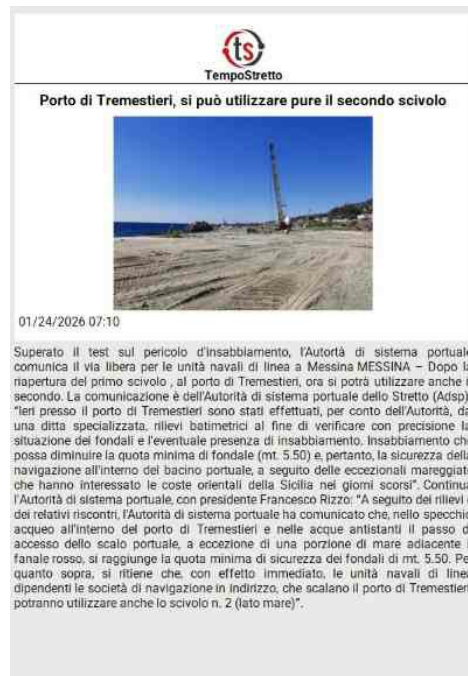 ts
TempoStretto
Porto di Tremestieri, si può utilizzare pure il secondo scivolo
01/24/2026 07:10
Superato il test sul pericolo d'insabbiamento, l'Autortà di sistema portuale
comunica il via libera per le unità navali di linea a Messina MESSINA – Dopo la
riapertura del primo scivolo , al porto di Tremestieri, ora si potrà utilizzare anche i
secondo. La comunicazione è dell'Autorità di sistema portuale dello Stretto (Adsp)
"Ieri presso il porto di Tremestieri sono stati effettuati, per conto dell'Autorità, da
una ditta specializzata, rilievi batimetrici al fine di verificare con precisione la
situazione dei fondali e l'eventuale presenza di insabbiamento. Insabbiamento che
possa diminuire la quota minima di fondale (mt. 5.50) e, pertanto, la sicurezza della
navigazione all'interno del bacino portuale, a seguito delle eccezionali mareggiate
che hanno interessato le coste orientali della Sicilia nei giorni scorsi". Continua
l'Autorità di sistema portuale, con presidente Francesco Rizzo: "A seguito dei rilievi e
dei relativi riscontri, l'Autorità di sistema portuale ha comunicato che, nello specchio
acqueo all'interno del porto di Tremestieri e nelle acque antistanti il passo d
accesso dello scalo portuale, a eccezione di una porzione di mare adiacente i
fanale rosso, si raggiunge la quota minima di sicurezza dei fondali di mt. 5.50. Pe
quanto sopra, si ritiene che, con effetto immediato, le unità navali di linea
dipendenti le società di navigazione in indirizzo, che scalano il porto di Tremestieri
potranno utilizzare anche lo scivolo n. 2 (lato mare)".